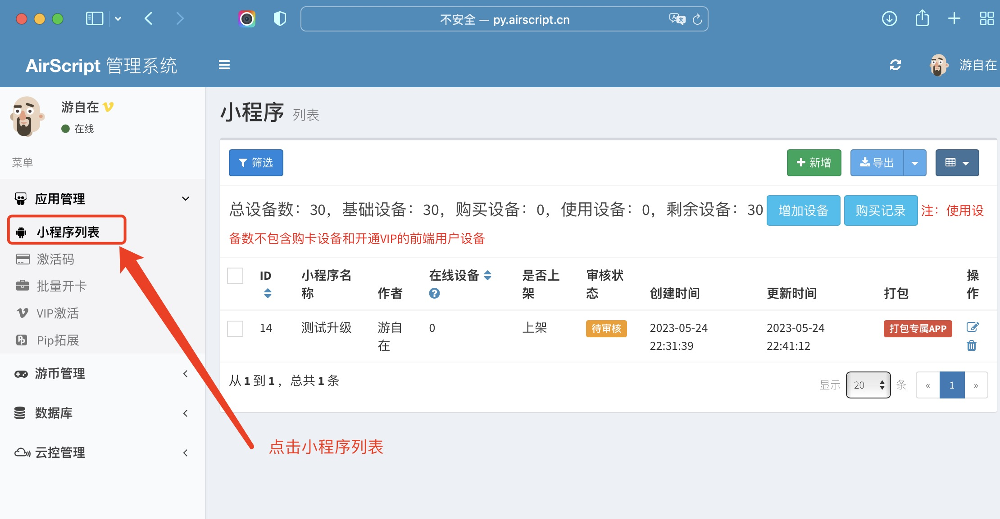 不安全 — py.airscript.cn
AirScript 管理系统
游自在
游自在
在线
菜单
应用管理
小程序列表
激活码
批量开卡
VIP激活
Pip拓展
游币管理
数据库
云控管理
小程序 列表
筛选
新增
导出
总设备数：30，基础设备：30，购买设备：0，使用设备：0，剩余设备：30 增加设备 购买记录 注：使用设
备数不包含购卡设备和开通VIP的前端用户设备
ID 小程序名称 作者 在线设备 是否上架 审核状态 创建时间 更新时间 打包 操作
14 测试升级 游自在 0 上架 待审核 2023-05-24 22:31:39 2023-05-24 22:41:12 打包专属APP
从 1 到 1 ，总共 1 条
显示 20 条 « 1 »
点击小程序列表